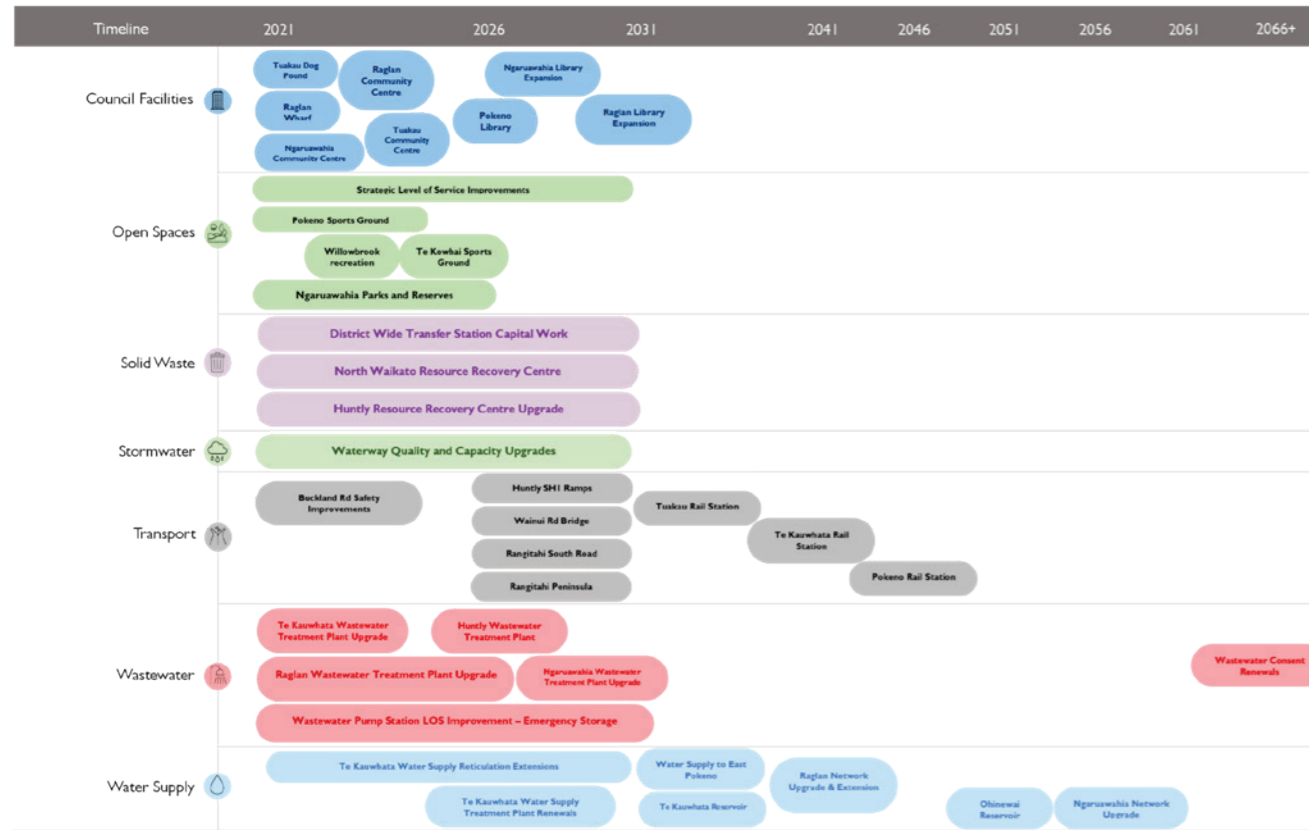 Timeline 2021 2026 2031 2041 2046 2051 2056 2061 2066+
Council Facilities
Tuakau Dog
Pound
Raglan
Community
Centre
Ngaruawahia Library
Expansion
Raglan
Wharf
Pokeno
Library
Raglan Library
Expansion
Tuakau
Community
Centre
Ngaruawahia
Community Centre
Open Spaces
Strategic Level of Service Improvements
Pokeno Sports Ground
Willowbrook
recreation
Te Kowhai Sports
Ground
Ngaruawahia Parks and Reserves
Solid Waste
District Wide Transfer Station Capital Work
North Waikato Resource Recovery Centre
Huntly Resource Recovery Centre Upgrade
Stormwater
Waterway Quality and Capacity Upgrades
Transport
Buckland Rd Safety
Improvements
Huntly SH1 Ramps
Wainui Rd Bridge
Rangitahi South Road
Rangitahi Peninsula
Tuakau Rail Station
Te Kauwhata Rail
Station
Pokeno Rail Station
Wastewater
Te Kauwhata Wastewater
Treatment Plant Upgrade
Huntly Wastewater
Treatment Plant
Raglan Wastewater Treatment Plant Upgrade
Ngaruawahia Wastewater
Treatment Plant Upgrade
Wastewater Consent
Renewals
Wastewater Pump Station LOS Improvement – Emergency Storage
Water Supply
Te Kauwhata Water Supply Reticulation Extensions
Water Supply to East
Pokeno
Raglan Network
Upgrade & Extension
Te Kauwhata Water Supply
Treatment Plant Renewals
Te Kauwhata Reservoir
Ohinewai
Reservoir
Ngaruawahia Network
Upgrade